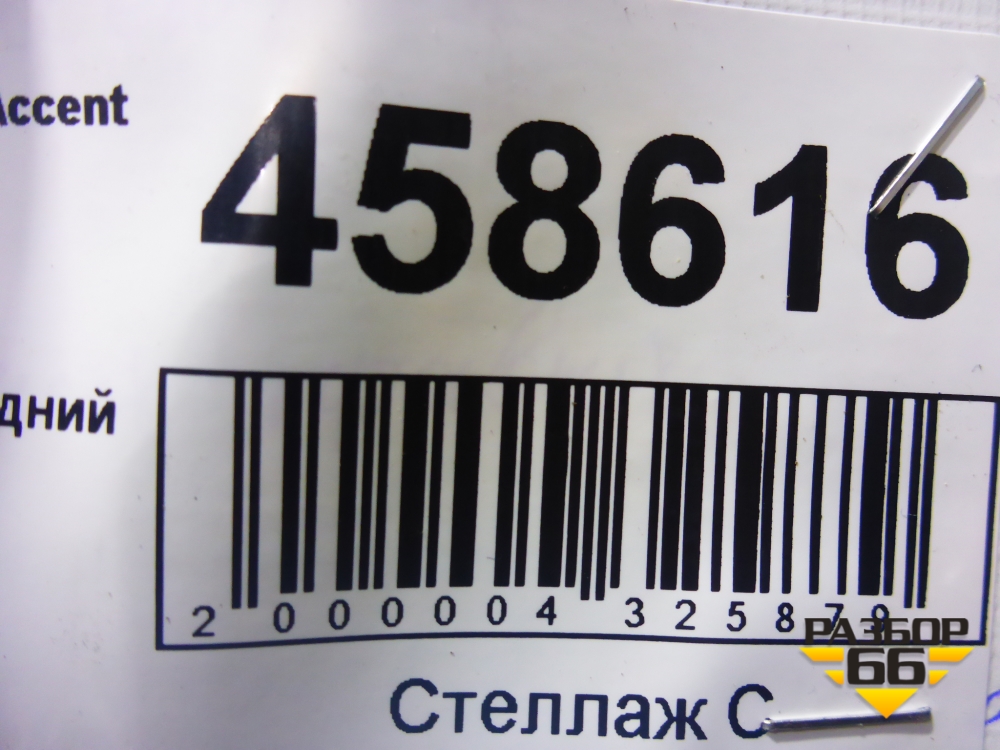 Accent
458616
дний
2 000004 325879
Стеллаж С
РАЗБОР
66